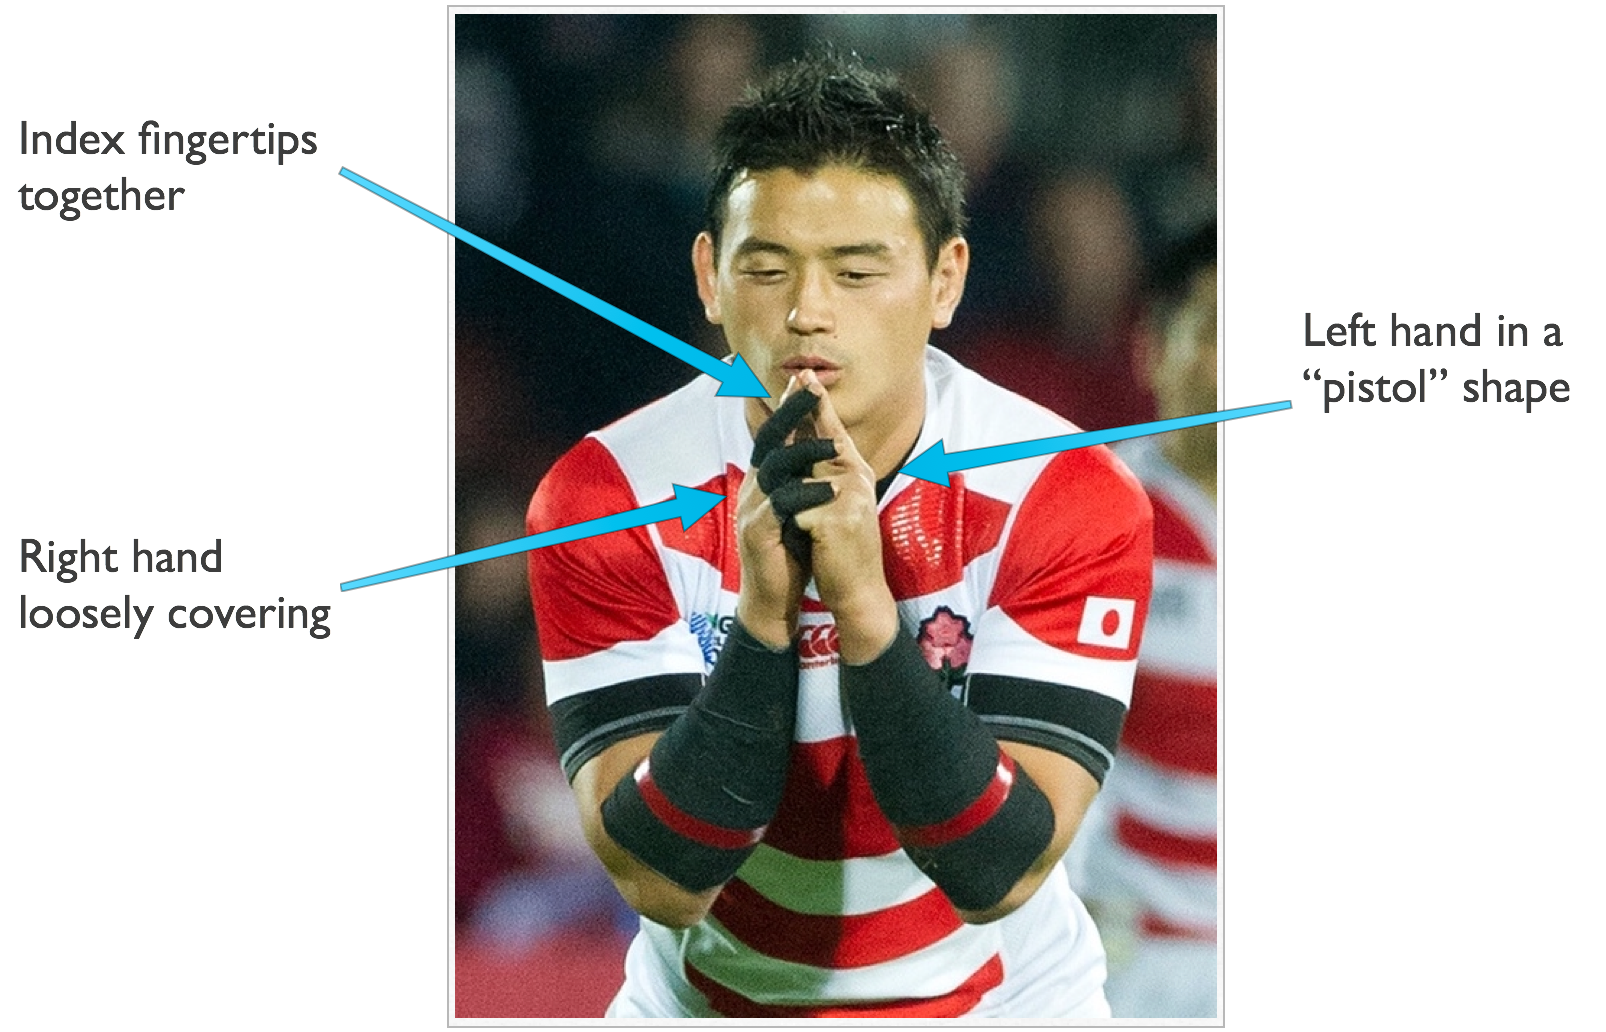 Index fingertips
together
Left hand in a
“pistol” shape
Right hand
loosely covering